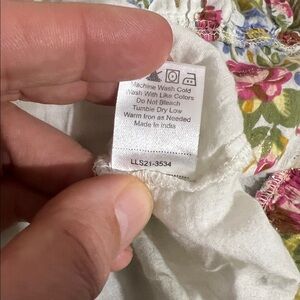 Machine Wash Cold
Wash With Like Colors
Do Not Bleach
Tumble Dry Low
Warm Iron as Needed
Made In India
LLS21-3534